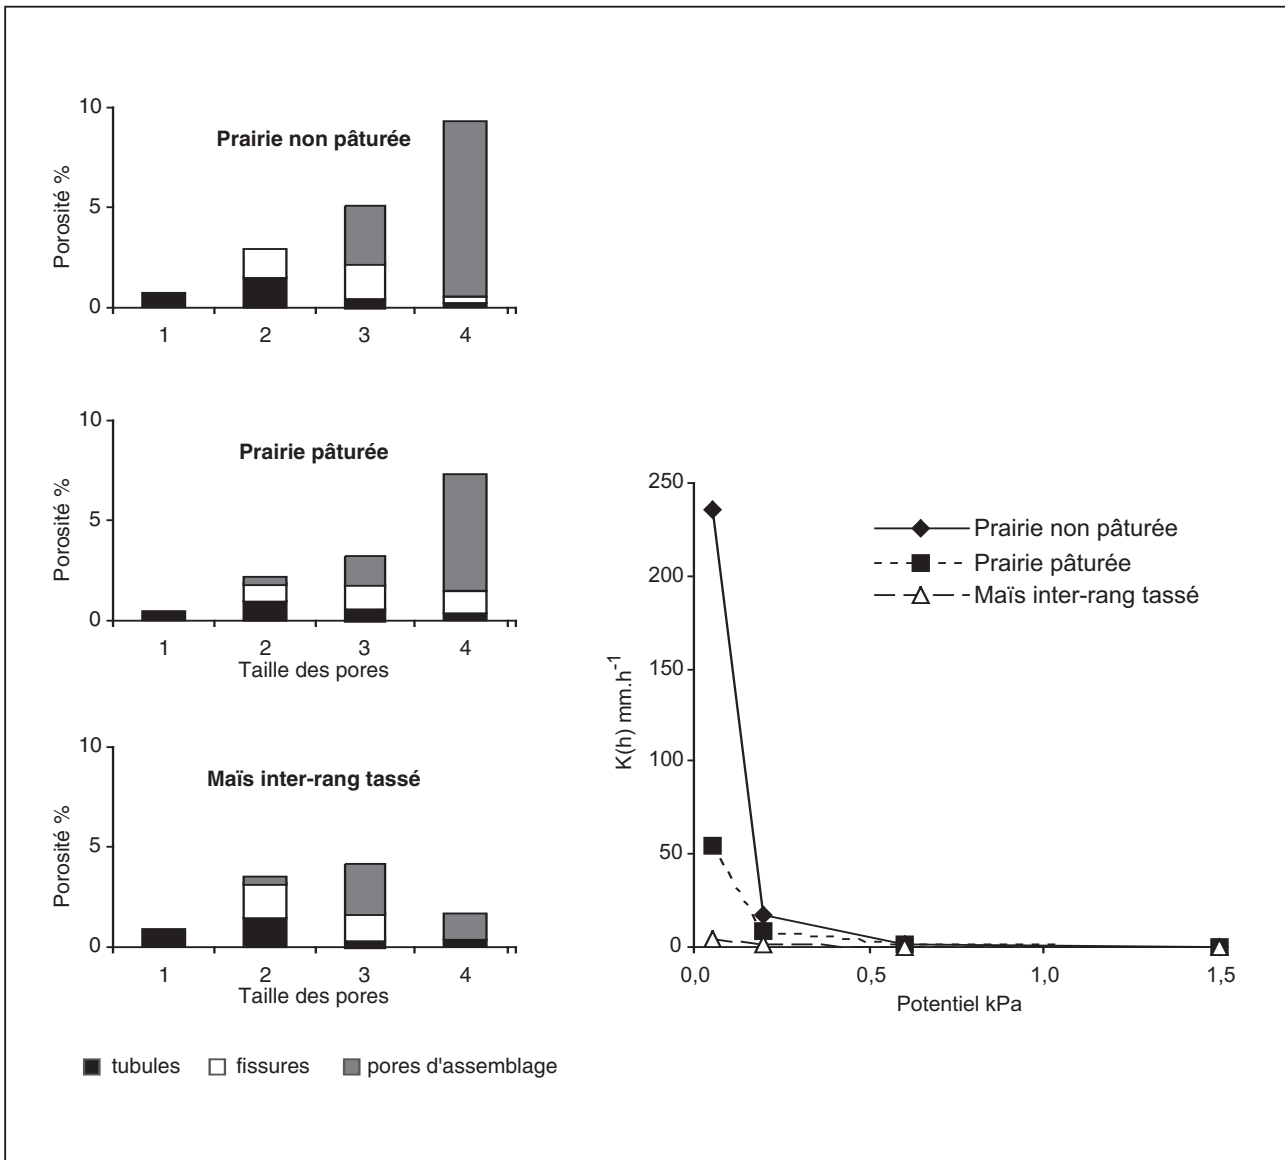 10
Prairie non pâturée
5
Porosité %
0
1 2 3 4
10
Prairie pâturée
5
Porosité %
0
1 2 3 4
Taille des pores
10
Maïs inter-rang tassé
5
Porosité %
0
1 2 3 4
Taille des pores
tubules fissures pores d'assemblage
250
200
150
100
50
0
K(h) mm.h⁻¹
Prairie non pâturée
Prairie pâturée
Maïs inter-rang tassé
0,0 0,5 1,0 1,5
Potentiel kPa